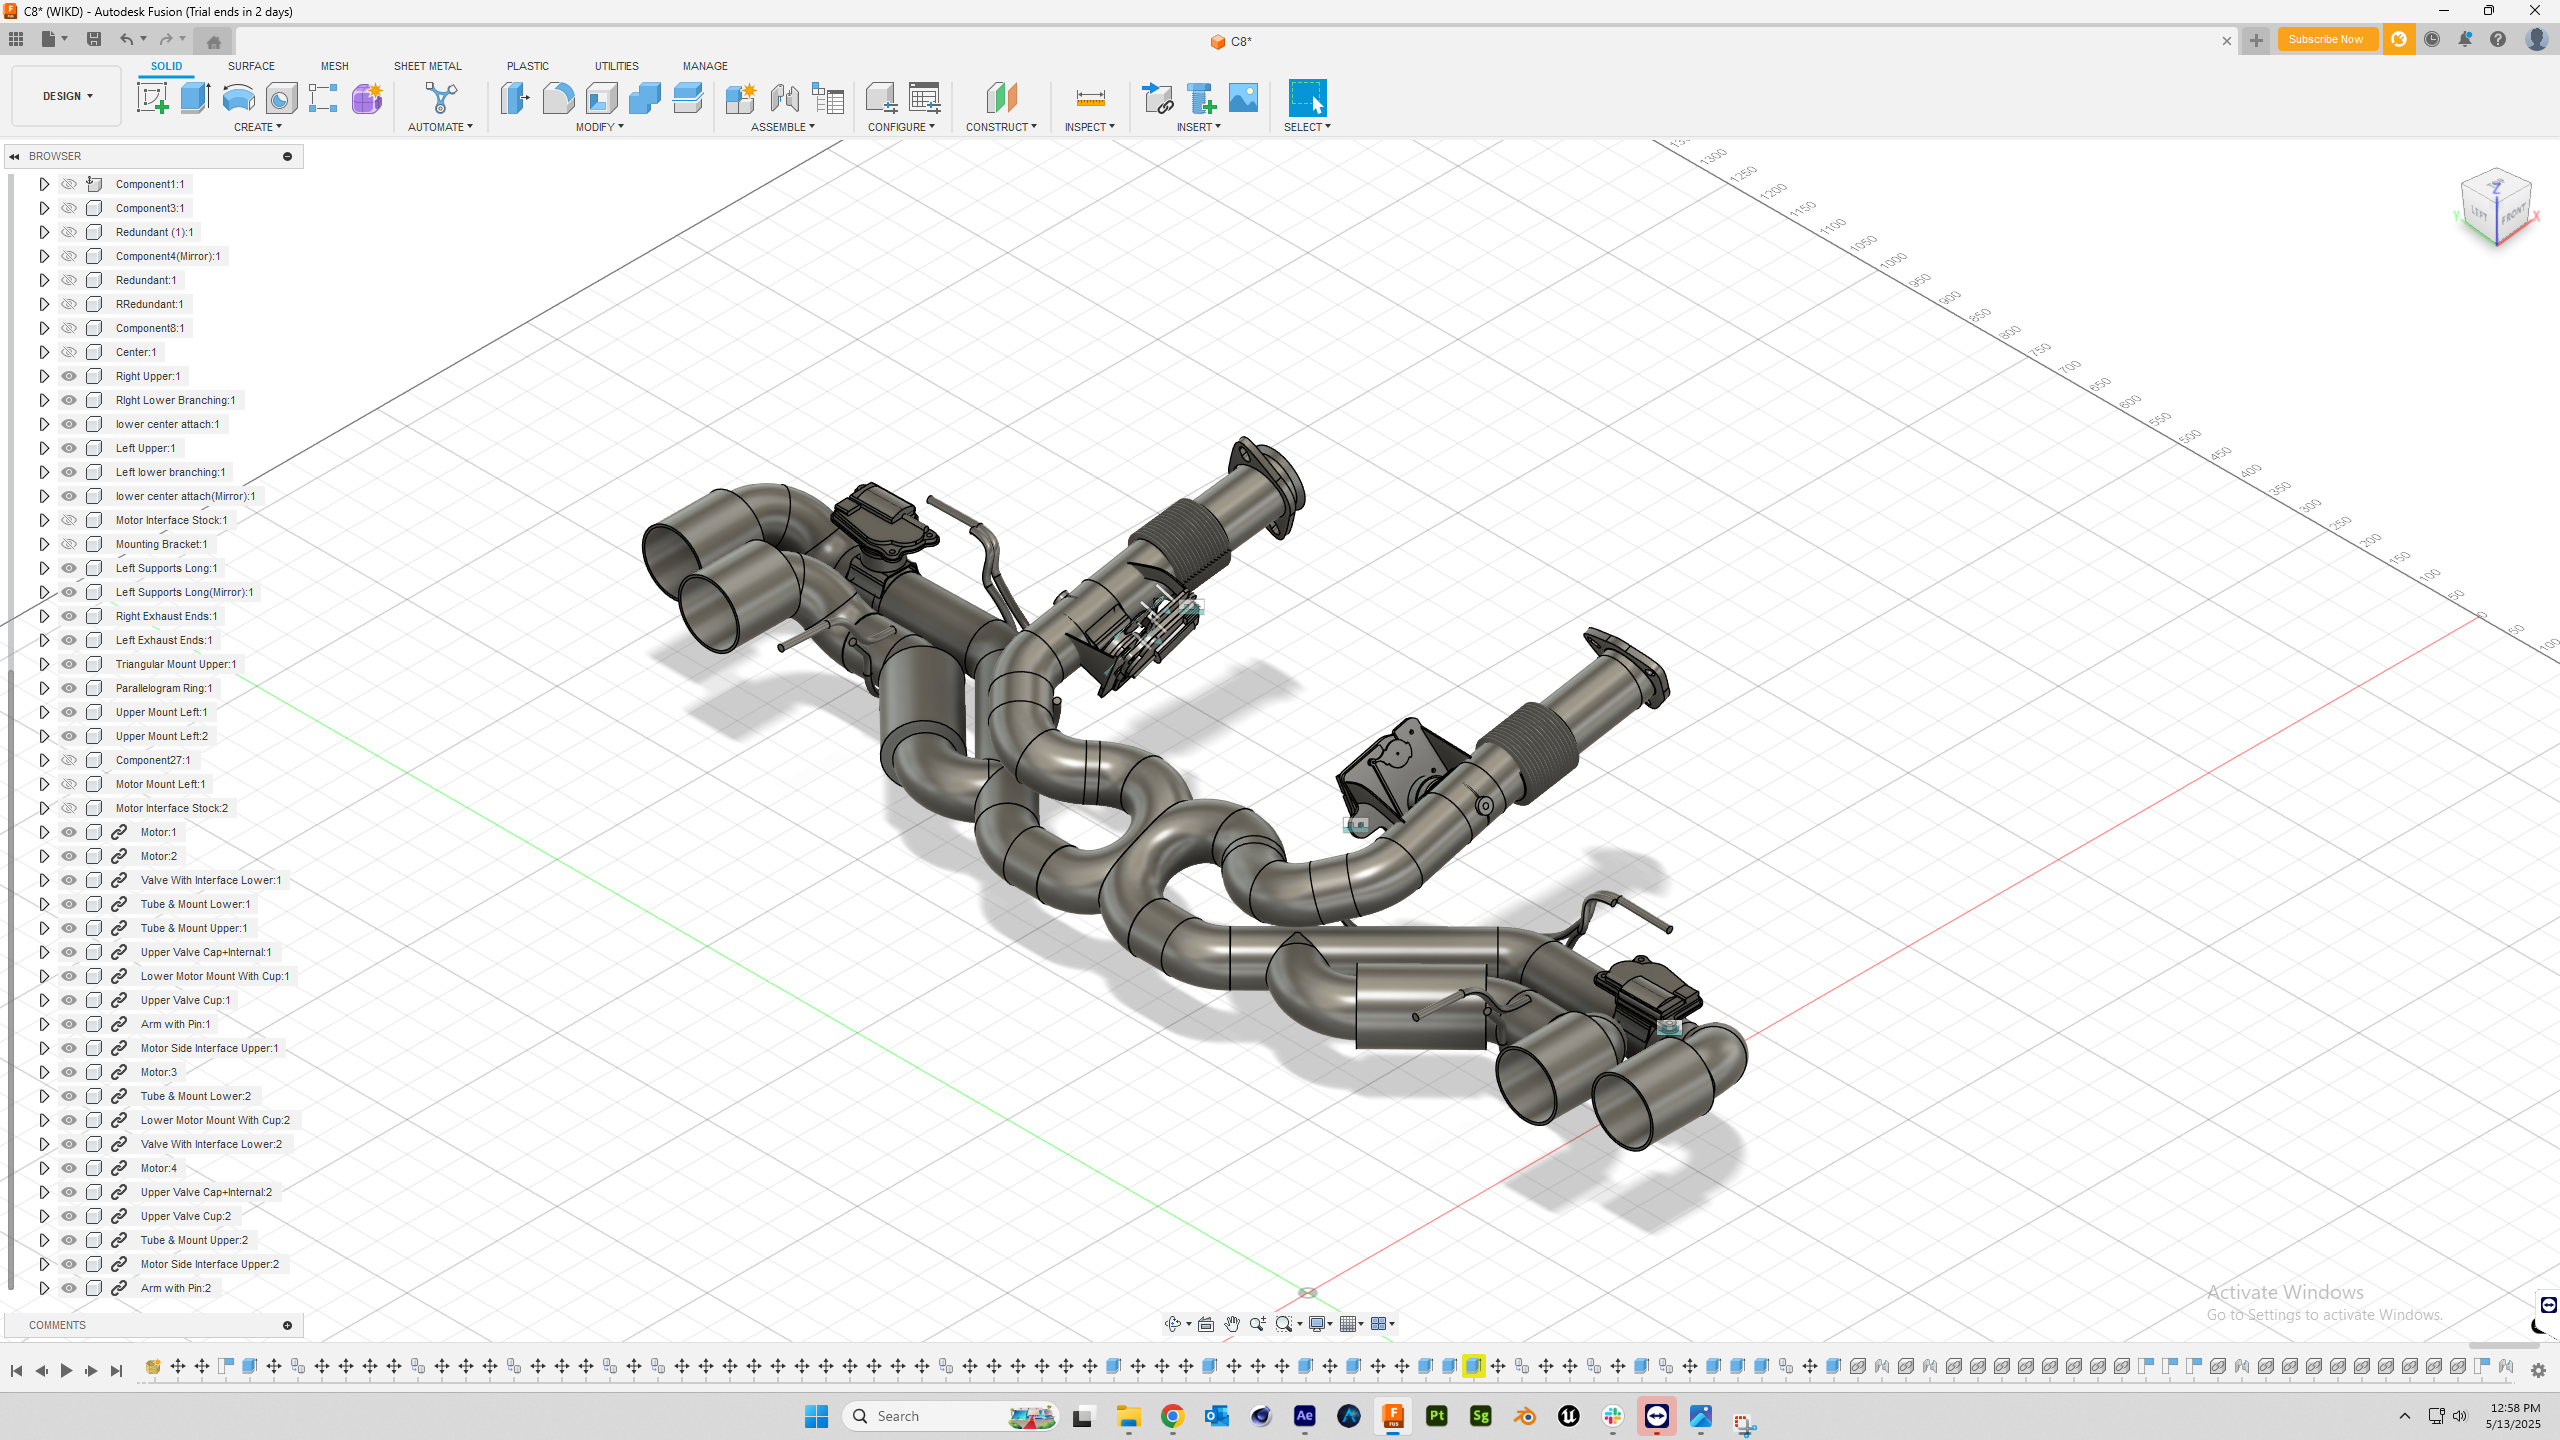 C8* (WIKD) - Autodesk Fusion (Trial ends in 2 days)
C8*
Subscribe Now
SOLID SURFACE MESH SHEET METAL PLASTIC UTILITIES MANAGE
DESIGN
CREATE AUTOMATE MODIFY ASSEMBLE CONFIGURE CONSTRUCT INSPECT INSERT SELECT
BROWSER
Component1:1
Component3:1
Redundant (1):1
Component4(Mirror):1
Redundant:1
RRedundant:1
Component8:1
Center:1
Right Upper:1
RIght Lower Branching:1
lower center attach:1
Left Upper:1
Left lower branching:1
lower center attach(Mirror):1
Motor Interface Stock:1
Mounting Bracket:1
Left Supports Long:1
Left Supports Long(Mirror):1
Right Exhaust Ends:1
Left Exhaust Ends:1
Triangular Mount Upper:1
Parallelogram Ring:1
Upper Mount Left:1
Upper Mount Left:2
Component27:1
Motor Mount Left:1
Motor Interface Stock:2
Motor:1
Motor:2
Valve With Interface Lower:1
Tube & Mount Lower:1
Tube & Mount Upper:1
Upper Valve Cap+Internal:1
Lower Motor Mount With Cup:1
Upper Valve Cup:1
Arm with Pin:1
Motor Side Interface Upper:1
Motor:3
Tube & Mount Lower:2
Lower Motor Mount With Cup:2
Valve With Interface Lower:2
Motor:4
Upper Valve Cap+Internal:2
Upper Valve Cup:2
Tube & Mount Upper:2
Motor Side Interface Upper:2
Arm with Pin:2
COMMENTS
1300
1250
1200
1150
1100
1050
1000
950
900
850
800
750
700
650
600
550
500
450
400
350
300
250
200
150
100
50
0
50
100
Z
Y
X
LEFT
FRONT
Activate Windows
Go to Settings to activate Windows.
Search
Ae
FUS
Pt
Sg
12:58 PM
5/13/2025